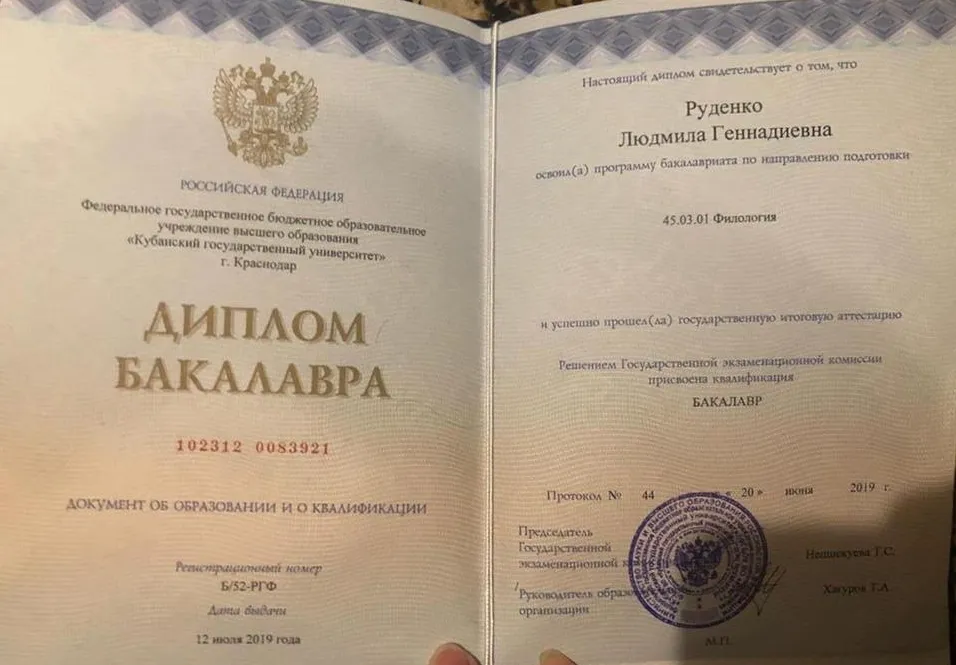 РОССИЙСКАЯ ФЕДЕРАЦИЯ
Федеральное государственное бюджетное образовательное
учреждение высшего образования
«Кубанский государственный университет»
г. Краснодар
ДИПЛОМ
БАКАЛАВРА
102312 0083921
ДОКУМЕНТ ОБ ОБРАЗОВАНИИ И О КВАЛИФИКАЦИИ
Регистрационный номер
Б/52-РГФ
Дата выдачи
12 июля 2019 года
Настоящий диплом свидетельствует о том, что
Руденко
Людмила Геннадиевна
освоил(а) программу бакалавриата по направлению подготовки
45.03.01 Филология
и успешно прошел(ла) государственную итоговую аттестацию
Решением Государственной экзаменационной комиссии
присвоена квалификация
БАКАЛАВР
Протокол № 44 « 20 » июня 2019 г.
Председатель
Государственной
экзаменационной
Г.С.
Руководитель
Хагуров Т.А.
организации
М.П.